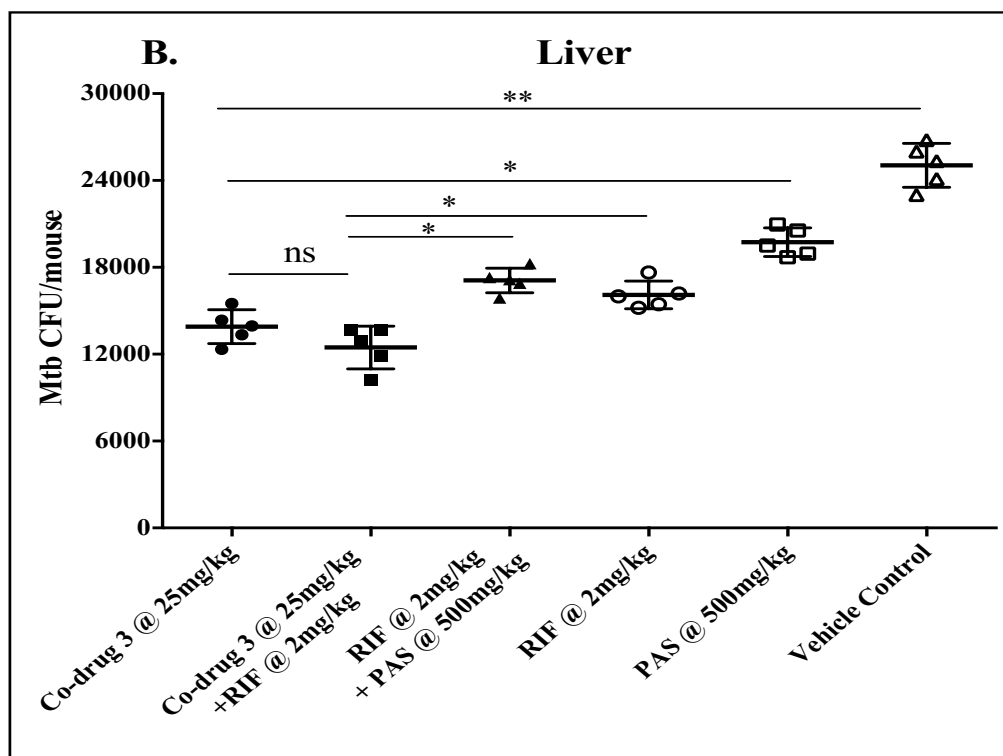 B.
Liver
Mtb CFU/mouse
30000
24000
18000
12000
6000
0
**
*
*
*
ns
Co-drug 3 @ 25mg/kg
Co-drug 3 @ 25mg/kg
+RIF @ 2mg/kg
RIF @ 2mg/kg
+ PAS @ 500mg/kg
RIF @ 2mg/kg
PAS @ 500mg/kg
Vehicle Control